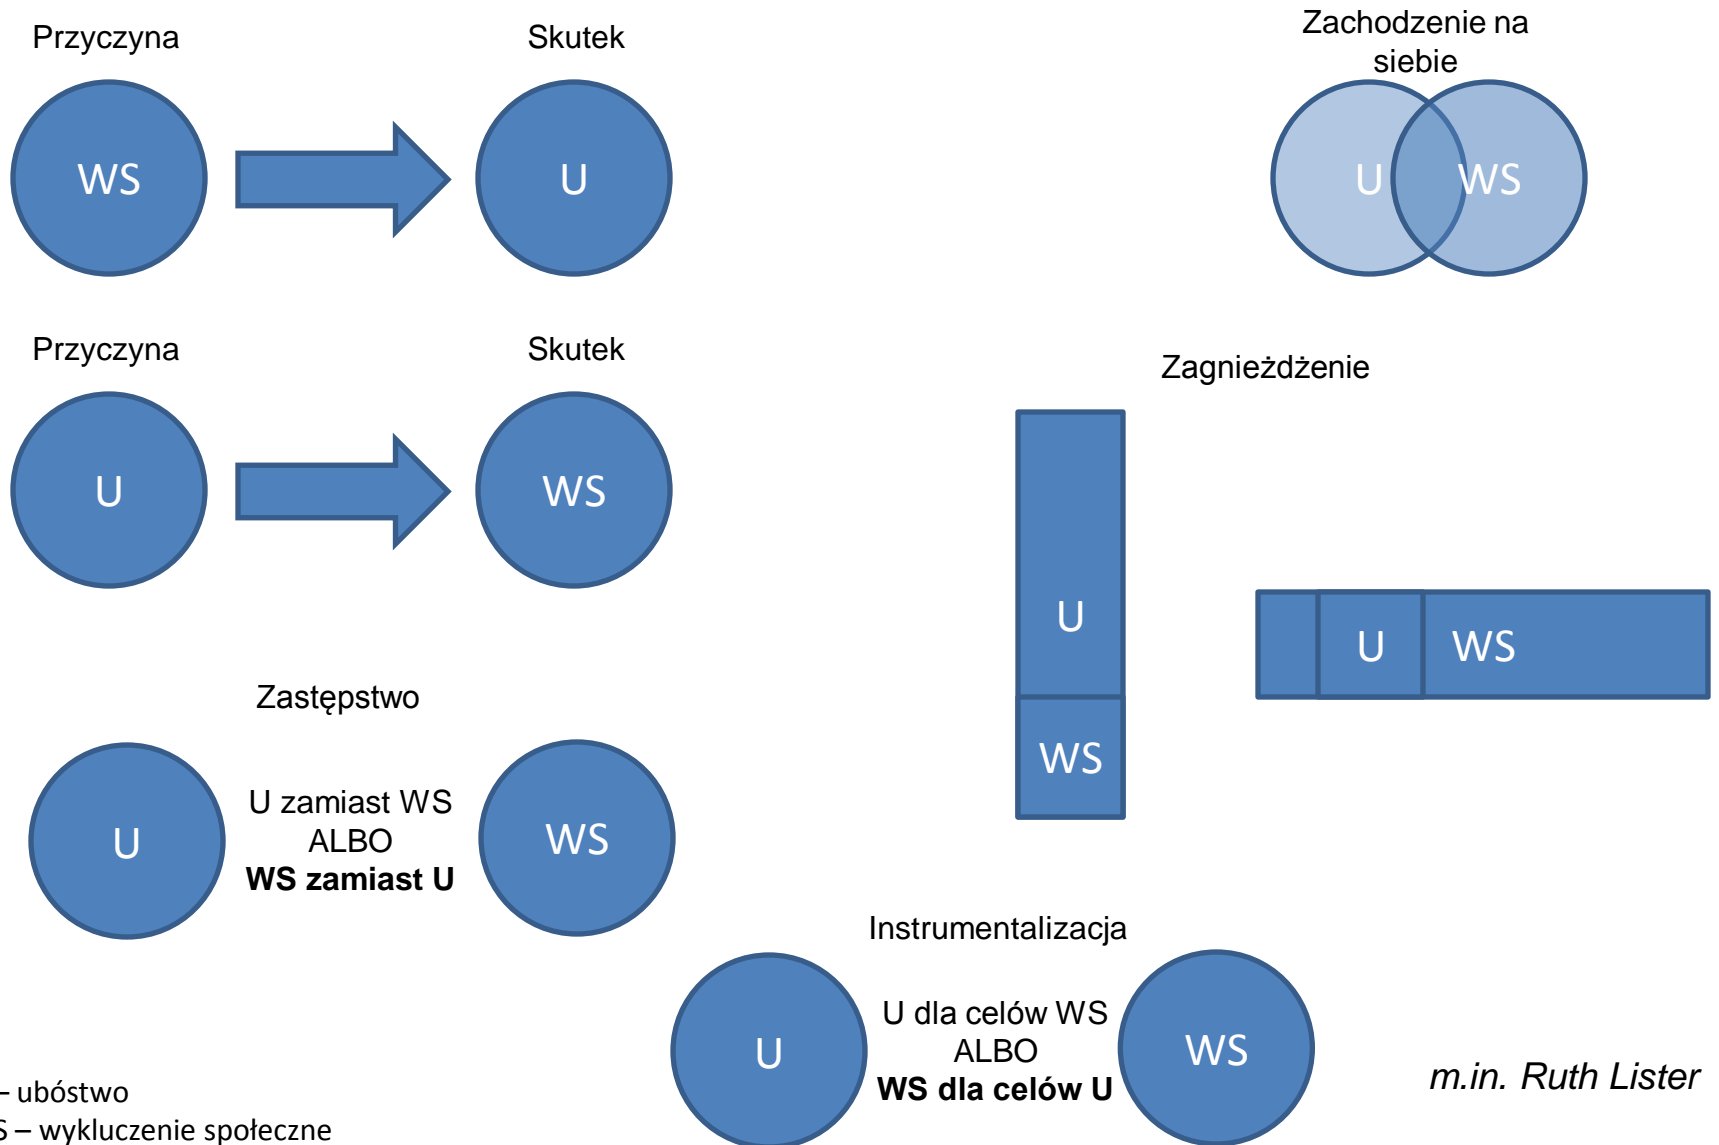 Przyczyna
Skutek
WS
U
Przyczyna
Skutek
U
WS
Zastępstwo
U
U zamiast WS
ALBO
WS zamiast U
WS
Zachodzenie na
siebie
U
WS
Zagnieżdżenie
U
WS
U
WS
Instrumentalizacja
U
U dla celów WS
ALBO
WS dla celów U
WS
m.in. Ruth Lister
– ubóstwo
S – wykluczenie społeczne